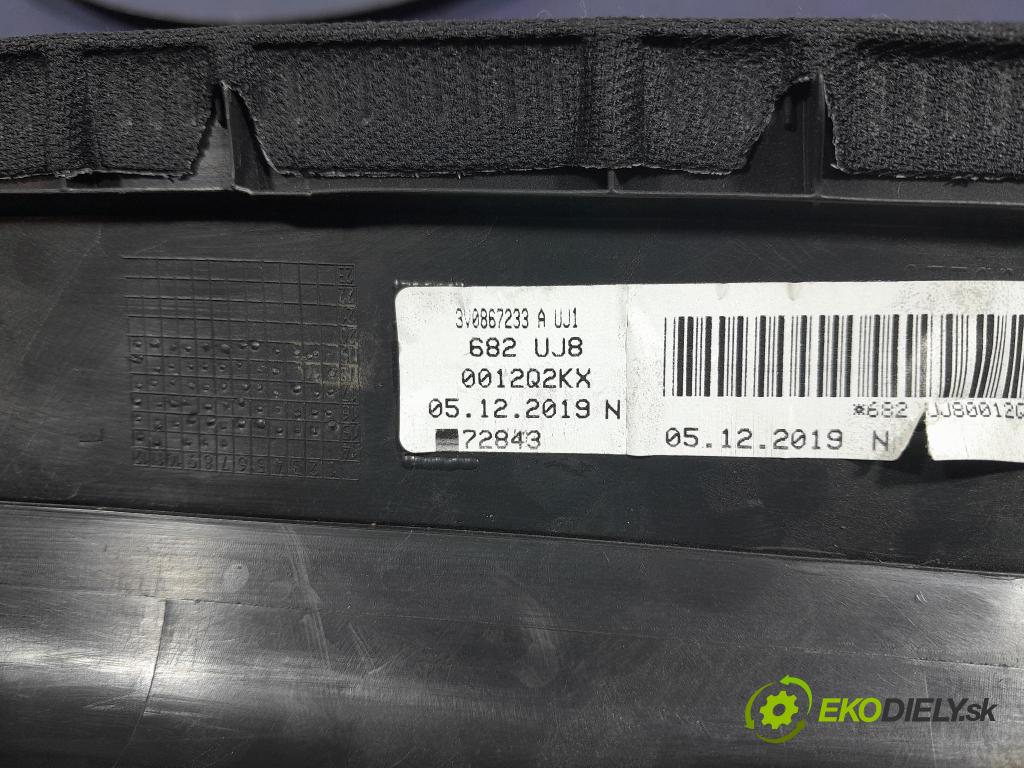 3V0867233 A UJ1
682 UJ8
0012Q2KX
05.12.2019 N
72843
*682 UJ80012Q
05.12.2019 N
L
EKODIELY.sk